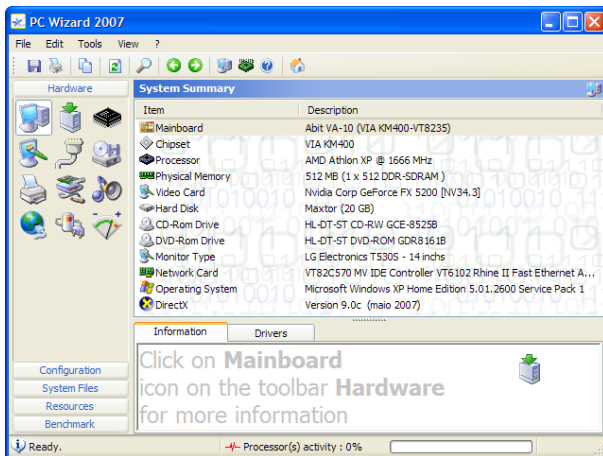 PC Wizard 2007
File Edit Tools View ?
Hardware
System Summary
Item Description
Mainboard Abit VA-10 (VIA KM400-VT8235)
Chipset VIA KM400
Processor AMD Athlon XP @ 1666 MHz
Physical Memory 512 MB (1 x 512 DDR-SDRAM )
Video Card Nvidia Corp GeForce FX 5200 [NV34.3]
Hard Disk Maxtor (20 GB)
CD-Rom Drive HL-DT-ST CD-RW GCE-8525B
DVD-Rom Drive HL-DT-ST DVD-ROM GDR8161B
Monitor Type LG Electronics T530S - 14 inchs
Network Card VT82C570 MV IDE Controller VT6102 Rhine II Fast Ethernet A...
Operating System Microsoft Windows XP Home Edition 5.01.2600 Service Pack 1
DirectX Version 9.0c (maio 2007)
Information Drivers
Click on Mainboard
icon on the toolbar Hardware
for more information
Configuration
System Files
Resources
Benchmark
Ready. Processor(s) activity : 0%